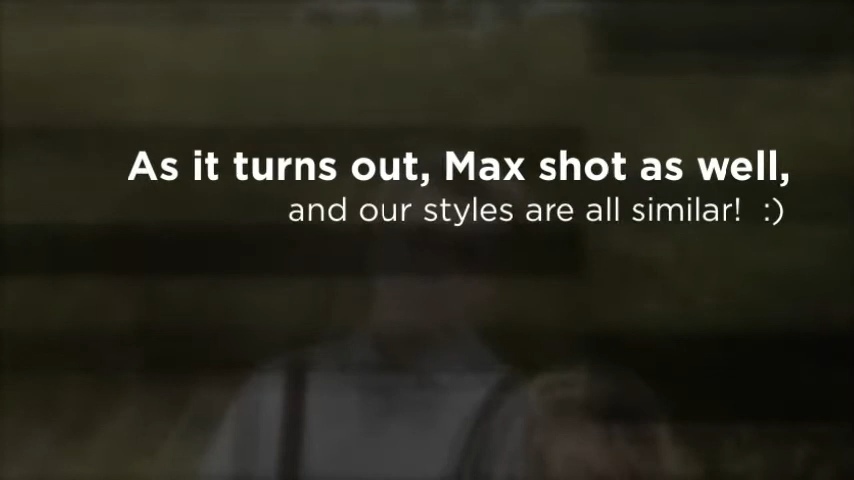 As it turns out, Max shot as well,
and our styles are all similar! :)